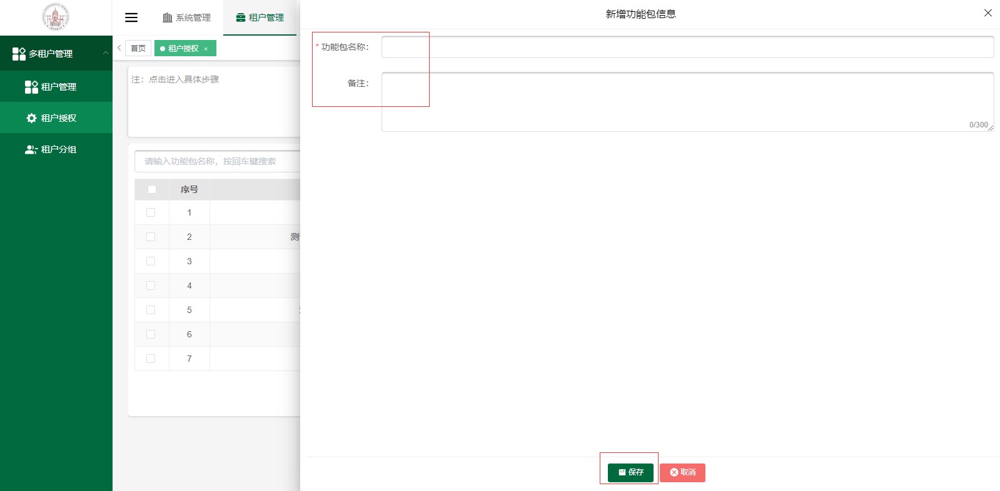 系统管理
租户管理
新增功能包信息
多租户管理
租户管理
租户授权
租户分组
首页
租户授权 ×
注：点击进入具体步骤
请输入功能包名称，按回车键搜索
序号
1
2
3
4
5
6
7
* 功能包名称：
备注：
0/300
保存
取消